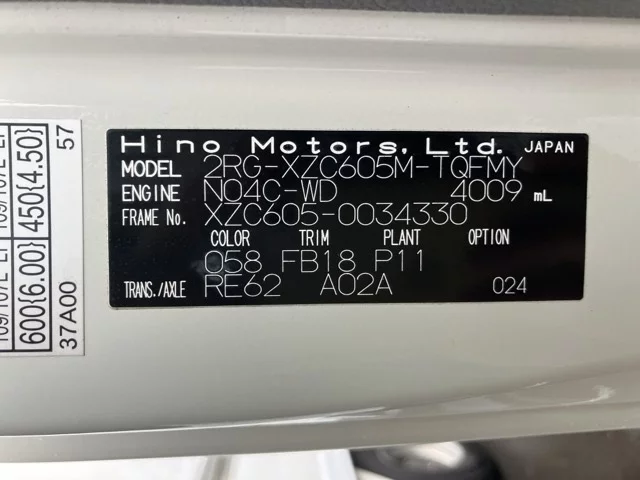 Hino Motors, Ltd. JAPAN
MODEL 2RG-XZC605M-TQFMY
ENGINE N04C-WD 4009 mL
FRAME No. XZC605-0034330
COLOR TRIM PLANT OPTION
058 FB18 P11
TRANS./AXLE RE62 A02A 024
600{6.00} 450{4.50}
37A00 57